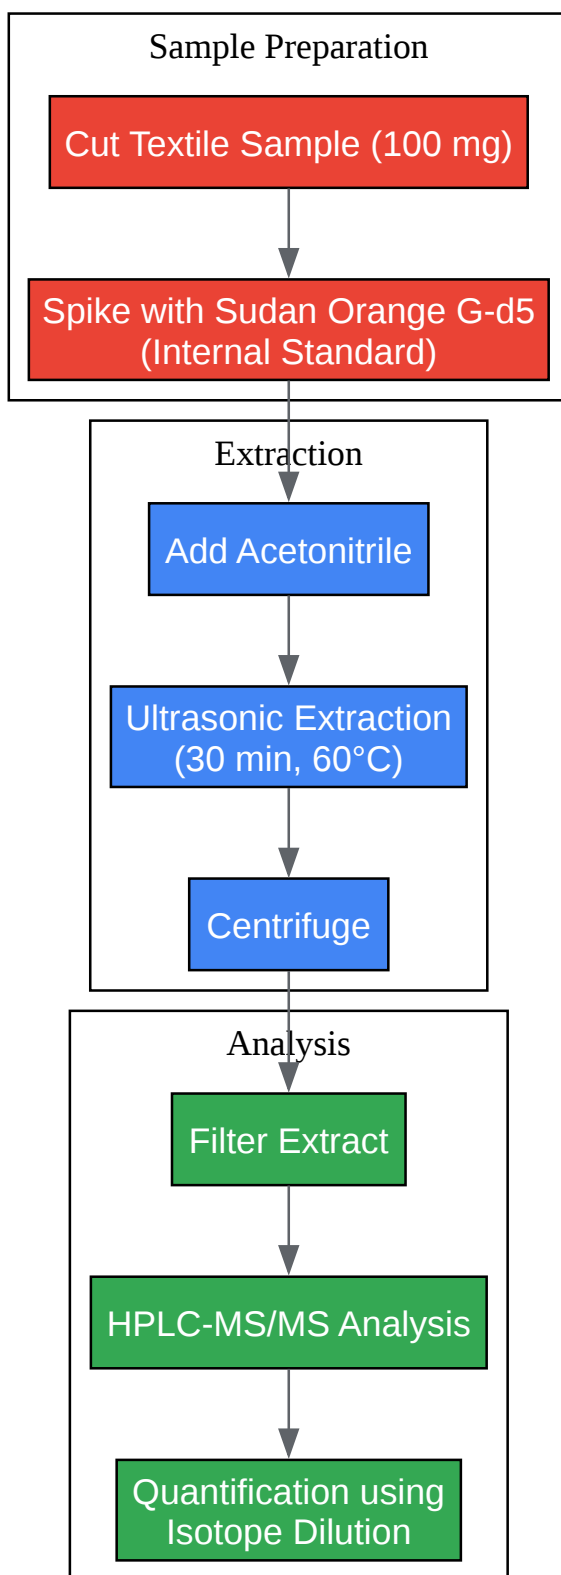 Sample Preparation
Cut Textile Sample (100 mg)
Spike with Sudan Orange G-d5
(Internal Standard)
Extraction
Add Acetonitrile
Ultrasonic Extraction
(30 min, 60°C)
Centrifuge
Analysis
Filter Extract
HPLC-MS/MS Analysis
Quantification using
Isotope Dilution